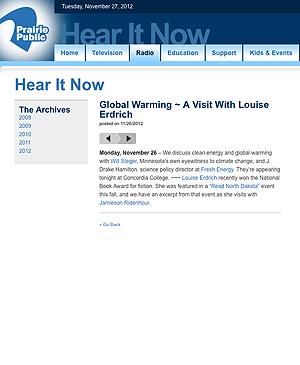 Tuesday, November 27, 2012
Prairie Public
Hear It Now
Home Television Radio Education Support Kids & Events
Hear It Now
The Archives
2008
2009
2010
2011
2012
Global Warming ~ A Visit With Louise
Erdrich
posted on 11/26/2012
Monday, November 26 – We discuss clean energy and global warming
with Will Steger, Minnesota's own eyewitness to climate change, and J.
Drake Hamilton, science policy director at Fresh Energy. They're appearing
tonight at Concordia College. ~~~ Louise Erdrich recently won the National
Book Award for fiction. She was featured in a "Read North Dakota" event
this fall, and we have an excerpt from that event as she visits with
Jamieson Ridenhour.
« Go Back